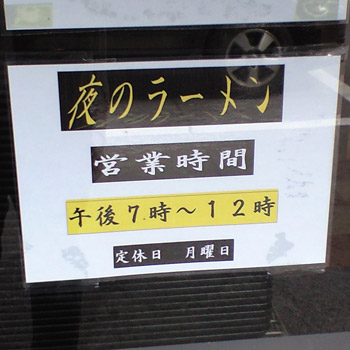 夜のラーメン
営業時間
午後７時～１２時
定休日　月曜日